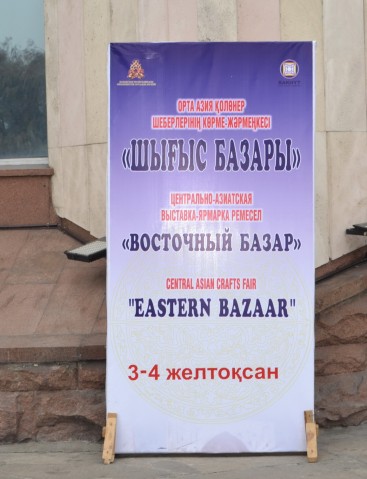 ОРТА АЗИЯ ҚОЛӨНЕР
ШЕБЕРЛЕРІНІҢ КӨРМЕ-ЖӘРМЕҢКЕСІ
«ШЫҒЫС БАЗАРЫ»
ЦЕНТРАЛЬНО-АЗИАТСКАЯ
ВЫСТАВКА-ЯРМАРКА РЕМЕСЕЛ
«ВОСТОЧНЫЙ БАЗАР»
CENTRAL ASIAN CRAFTS FAIR
"EASTERN BAZAAR"
3-4 желтоқсан